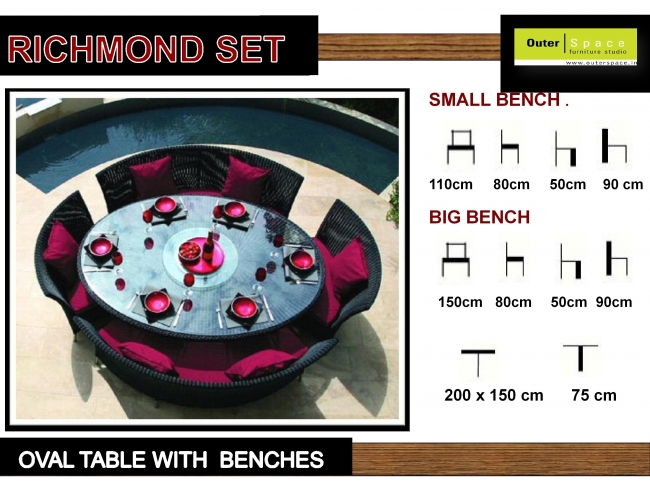 RICHMOND SET
Outer Space
furniture studio
www.outerspace.in
SMALL BENCH .
110cm 80cm 50cm 90 cm
BIG BENCH
150cm 80cm 50cm 90cm
200 x 150 cm 75 cm
OVAL TABLE WITH BENCHES